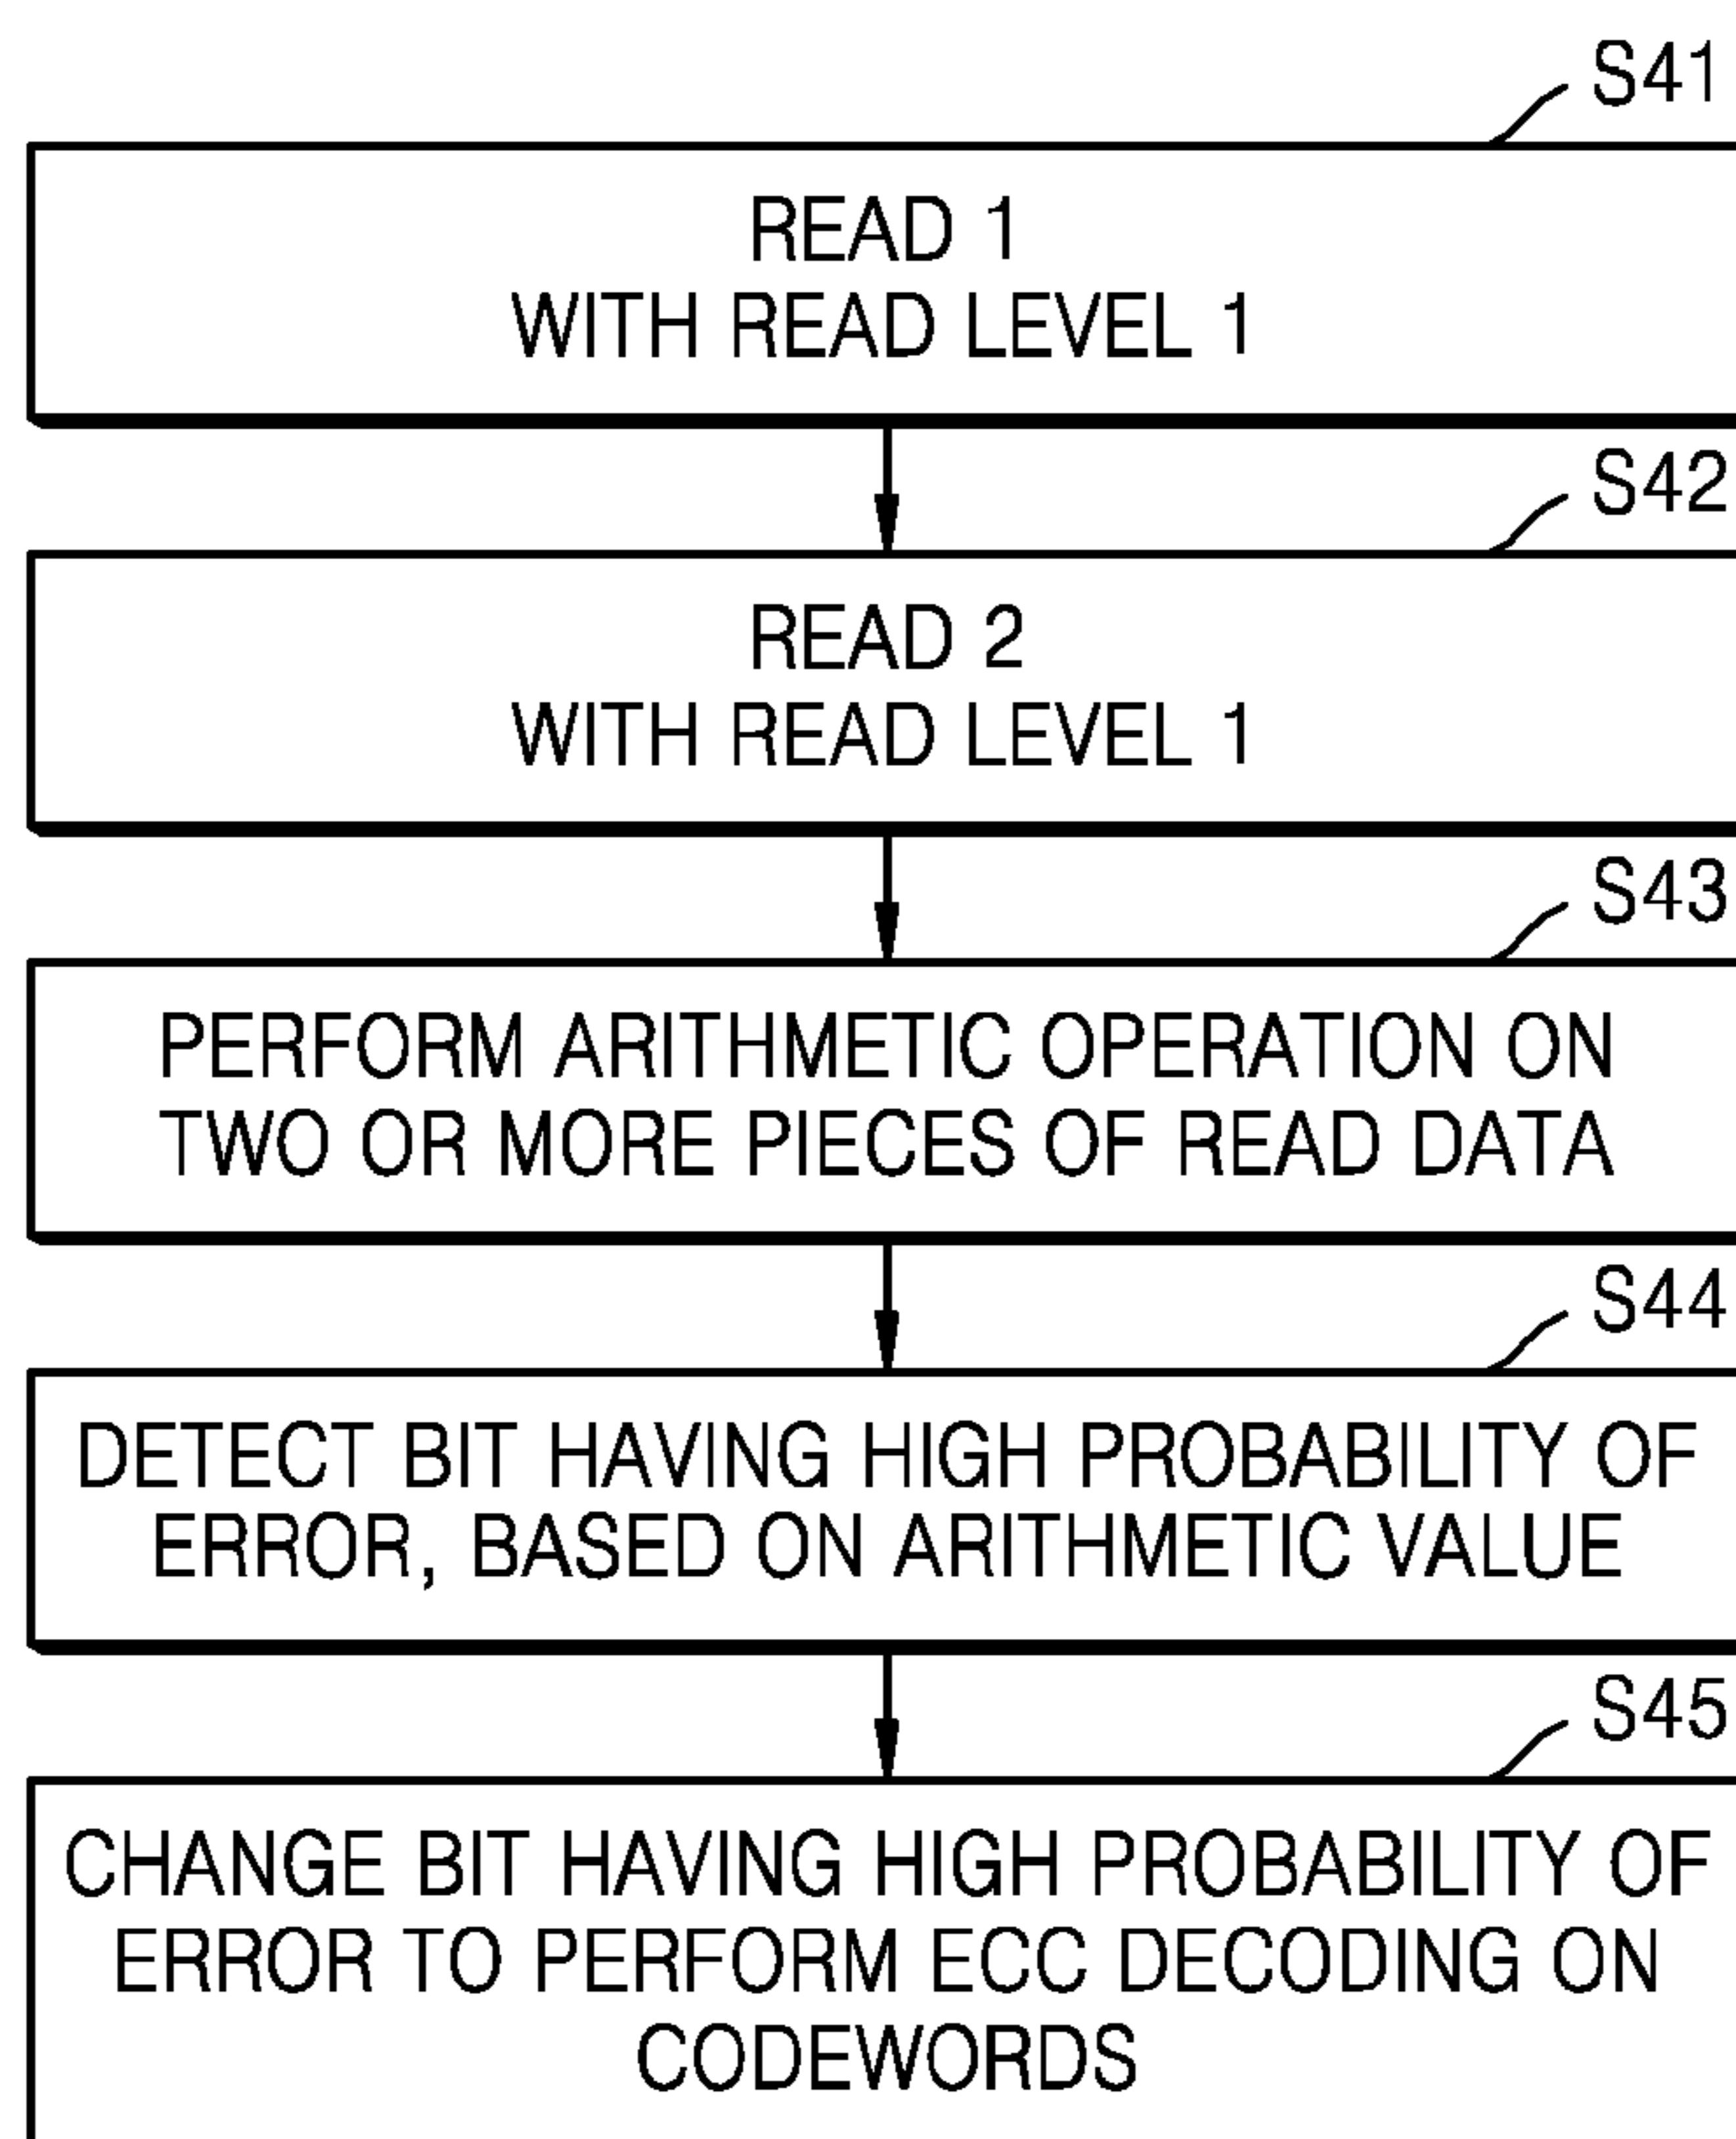 S41
READ 1
WITH READ LEVEL 1
S42
READ 2
WITH READ LEVEL 1
S43
PERFORM ARITHMETIC OPERATION ON
TWO OR MORE PIECES OF READ DATA
S44
DETECT BIT HAVING HIGH PROBABILITY OF
ERROR, BASED ON ARITHMETIC VALUE
S45
CHANGE BIT HAVING HIGH PROBABILITY OF
ERROR TO PERFORM ECC DECODING ON
CODEWORDS